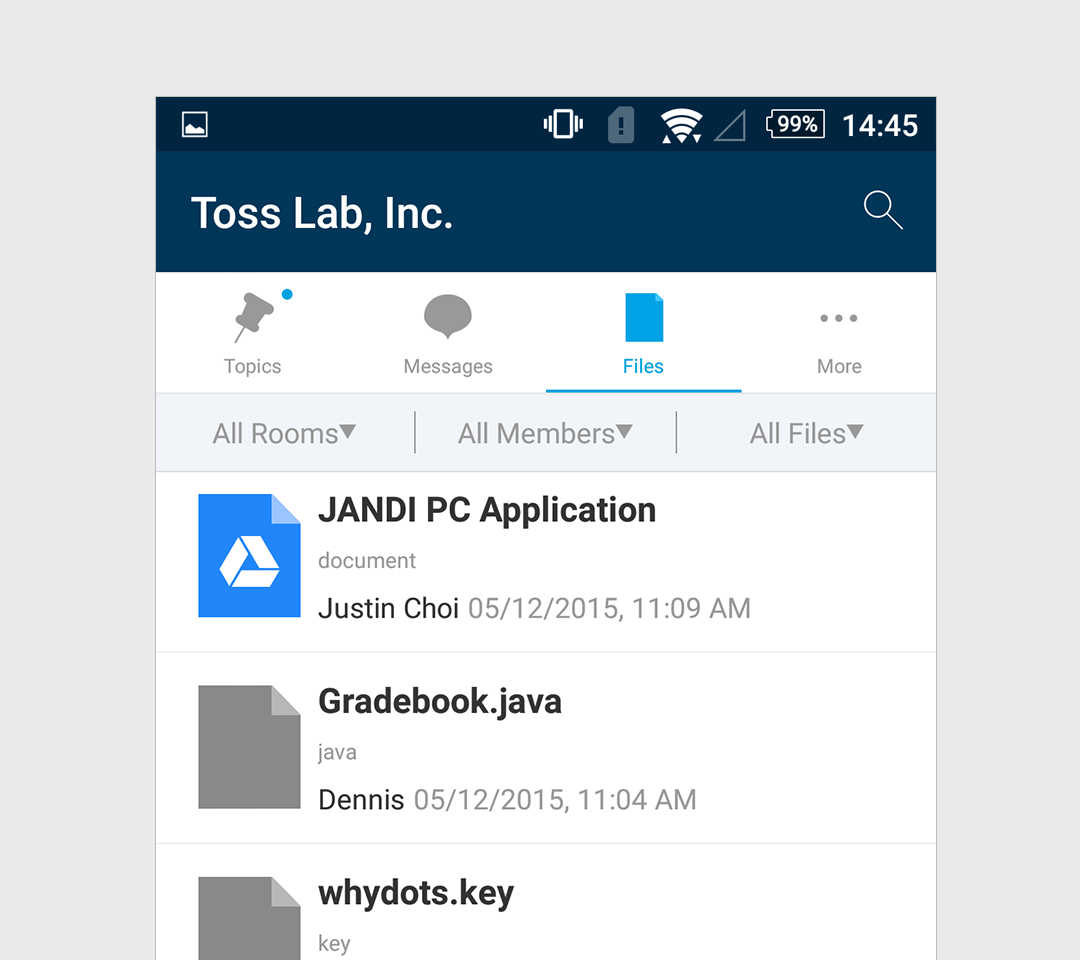 99% 14:45
Toss Lab, Inc.
Topics Messages Files More
All Rooms▼ All Members▼ All Files▼
JANDI PC Application
document
Justin Choi 05/12/2015, 11:09 AM
Gradebook.java
java
Dennis 05/12/2015, 11:04 AM
whydots.key
key